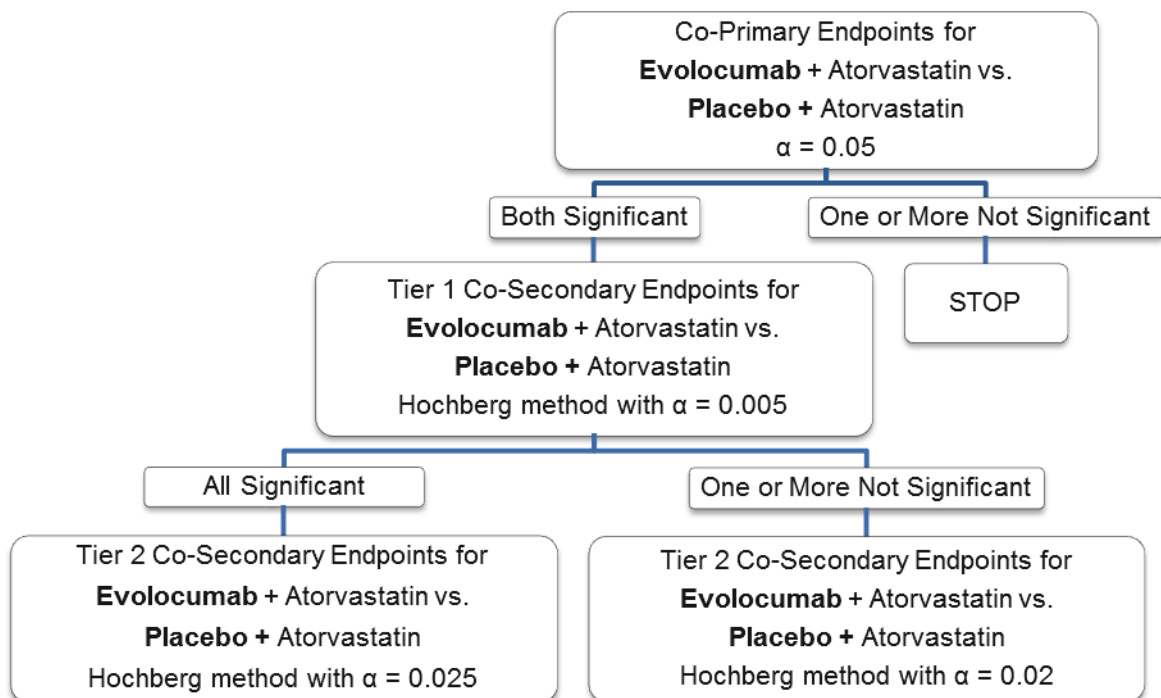 Co-Primary Endpoints for
Evolocumab + Atorvastatin vs.
Placebo + Atorvastatin
α = 0.05
Both Significant
One or More Not Significant
Tier 1 Co-Secondary Endpoints for
Evolocumab + Atorvastatin vs.
Placebo + Atorvastatin
Hochberg method with α = 0.005
STOP
All Significant
One or More Not Significant
Tier 2 Co-Secondary Endpoints for
Evolocumab + Atorvastatin vs.
Placebo + Atorvastatin
Hochberg method with α = 0.025
Tier 2 Co-Secondary Endpoints for
Evolocumab + Atorvastatin vs.
Placebo + Atorvastatin
Hochberg method with α = 0.02